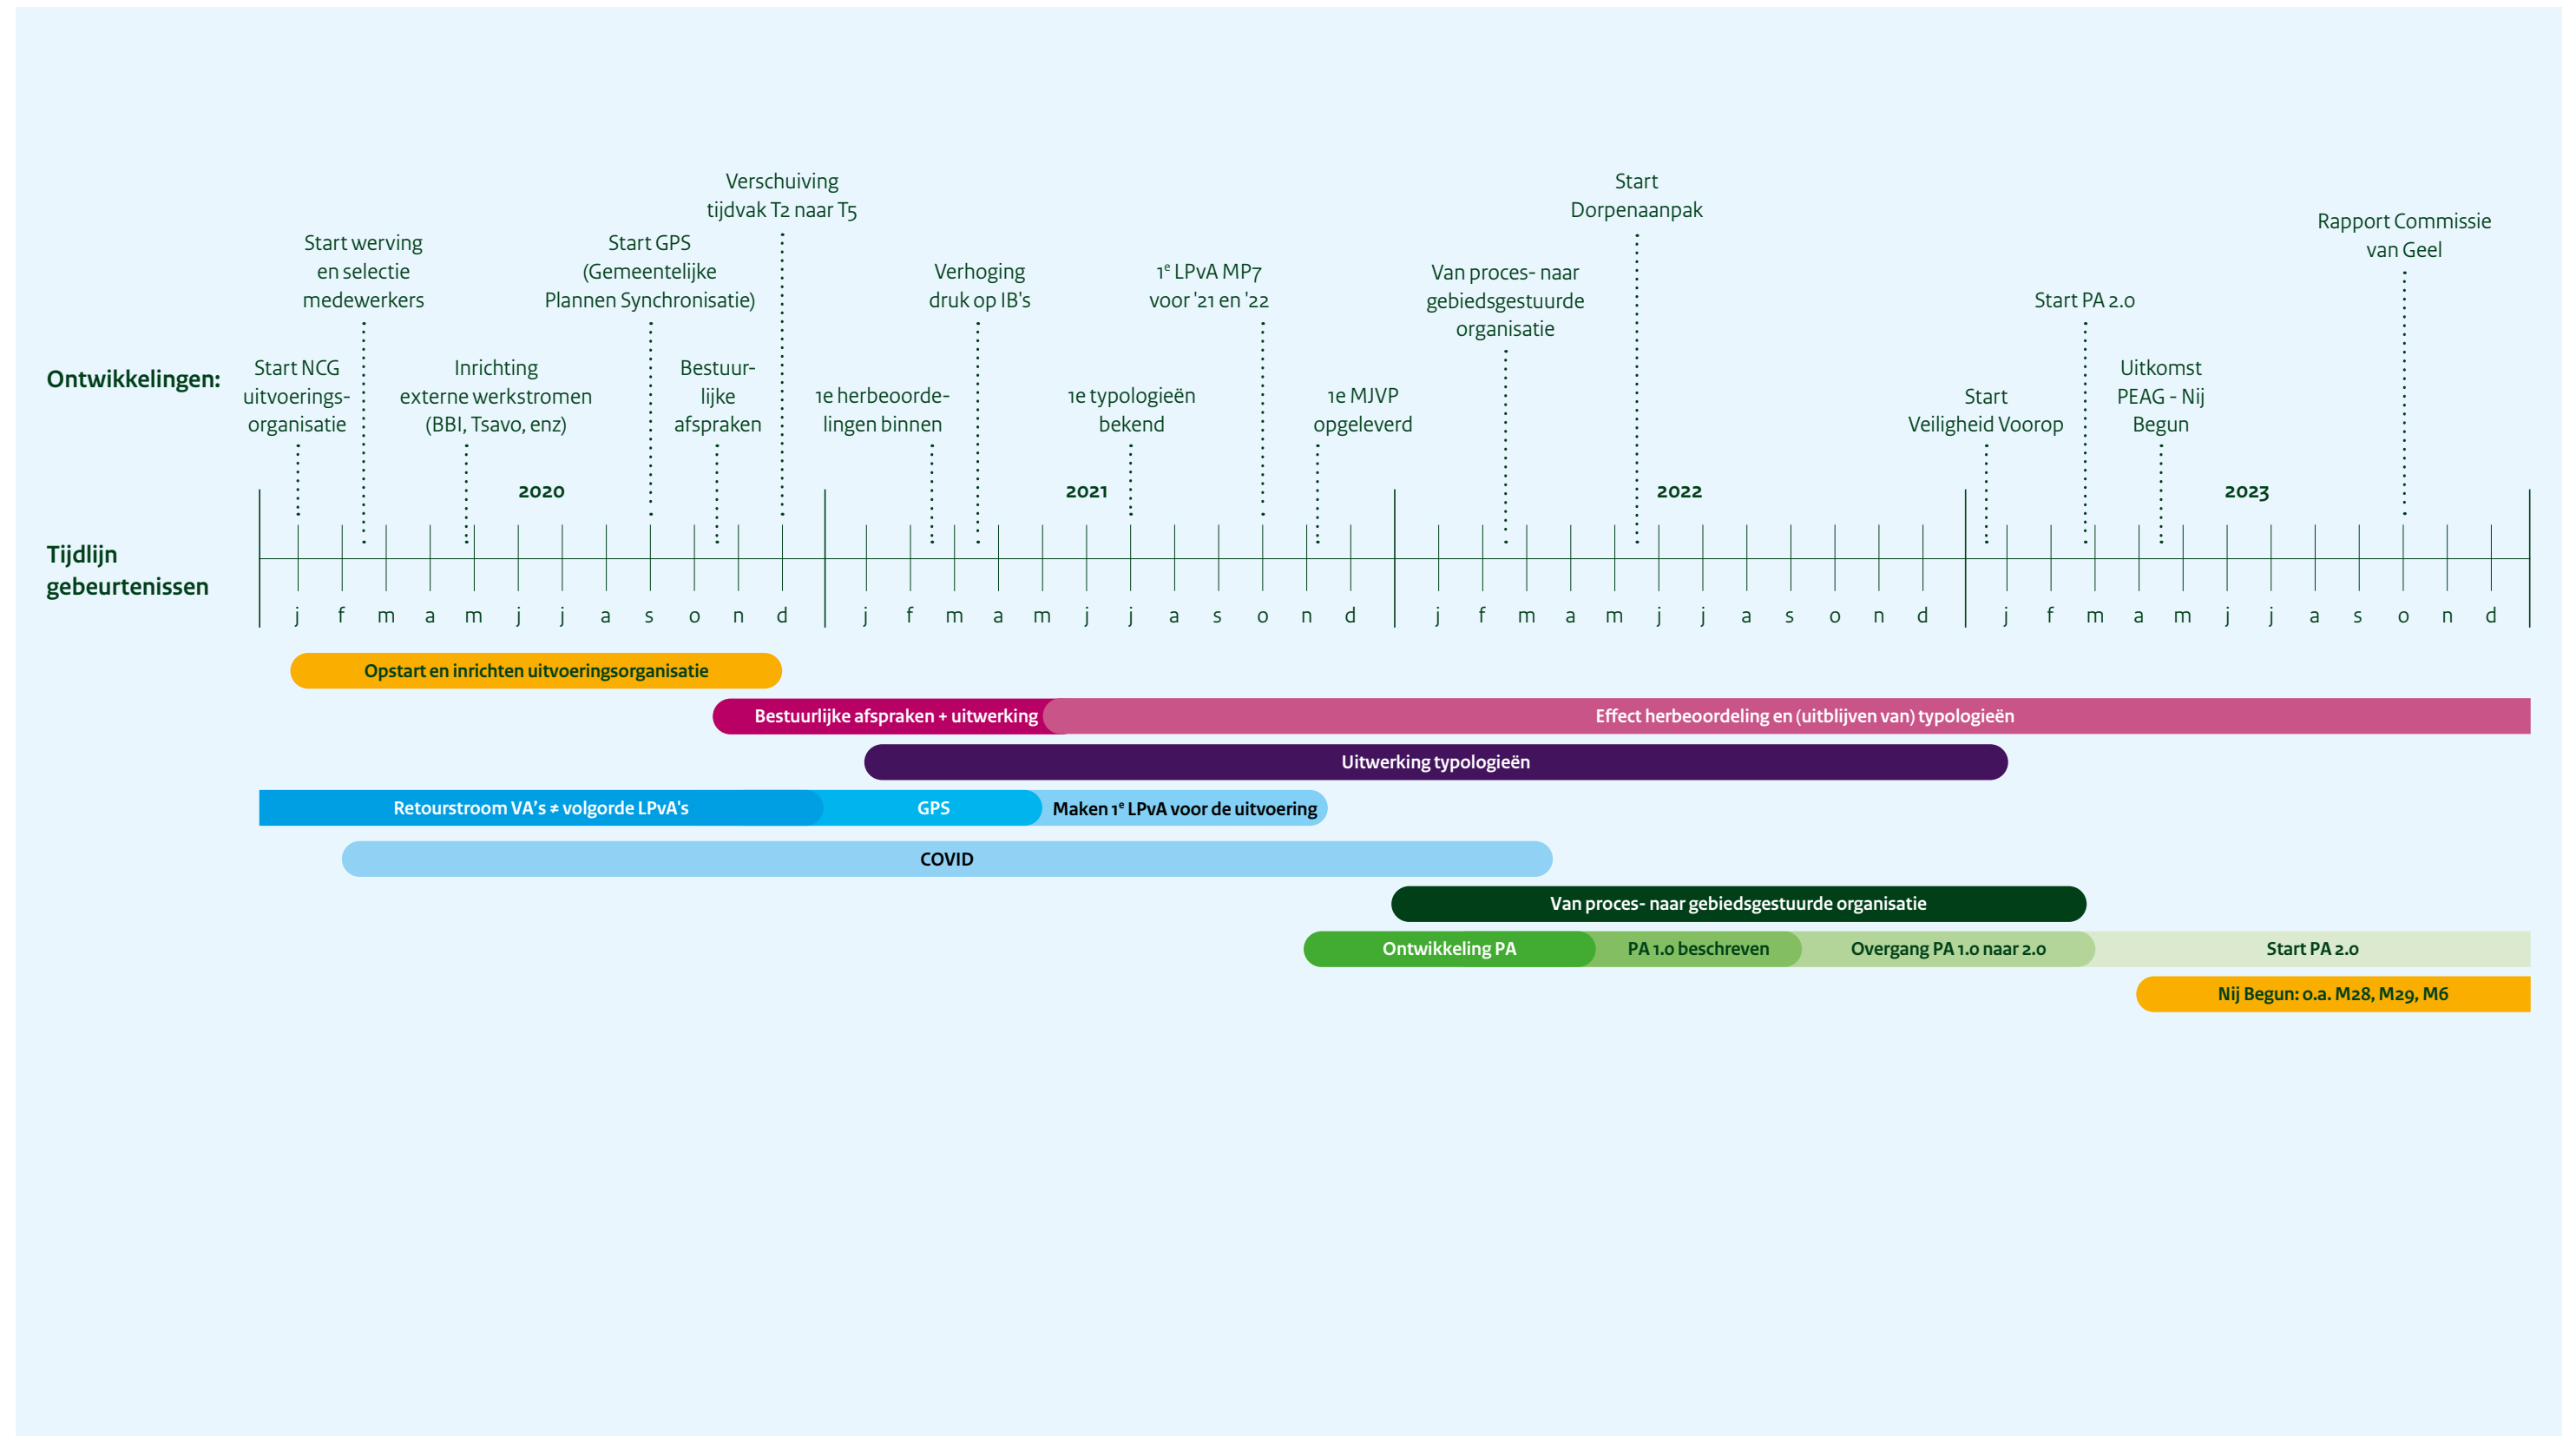 Verschuiving
tijdvak T2 naar T5
Start
Dorpenaanpak
Rapport Commissie
van Geel
Start werving
en selectie
medewerkers
Start GPS
(Gemeentelijke
Plannen Synchronisatie)
Verhoging
druk op IB's
1e LPvA MP7
voor '21 en '22
Van proces- naar
gebiedsgestuurde
organisatie
Start PA 2.0
Ontwikkelingen:
Start NCG
uitvoerings-
organisatie
Inrichting
externe werkstromen
(BBI, Tsavo, enz)
Bestuur-
lijke
afspraken
1e herbeoorde-
lingen binnen
1e typologieën
bekend
1e MJVP
opgeleverd
Start
Veiligheid Voorop
Uitkomst
PEAG - Nij
Begun
2020 2021 2022 2023
Tijdlijn
gebeurtenissen
j f m a m j j a s o n d j f m a m j j a s o n d j f m a m j j a s o n d j f m a m j j a s o n d
Opstart en inrichten uitvoeringsorganisatie
Bestuurlijke afspraken + uitwerking Effect herbeoordeling en (uitblijven van) typologieën
Uitwerking typologieën
Retourstroom VA’s ≠ volgorde LPvA's GPS Maken 1e LPvA voor de uitvoering
COVID
Van proces- naar gebiedsgestuurde organisatie
Ontwikkeling PA PA 1.0 beschreven Overgang PA 1.0 naar 2.0 Start PA 2.0
Nij Begun: o.a. M28, M29, M6